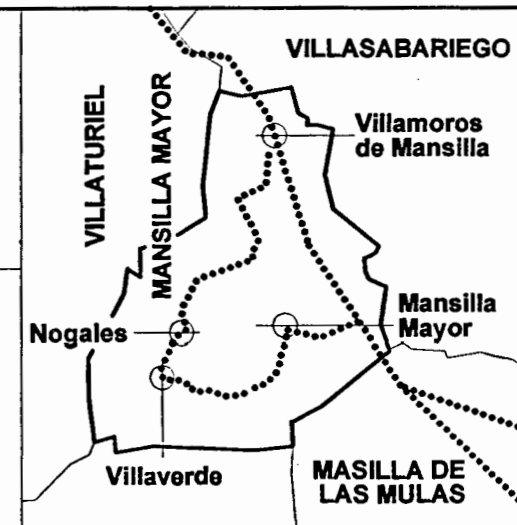 VILLASABARIEGO
VILLATURIEL
MANSILLA MAYOR
Villamoros
de Mansilla
Nogales
Mansilla
Mayor
Villaverde
MASILLA DE
LAS MULAS